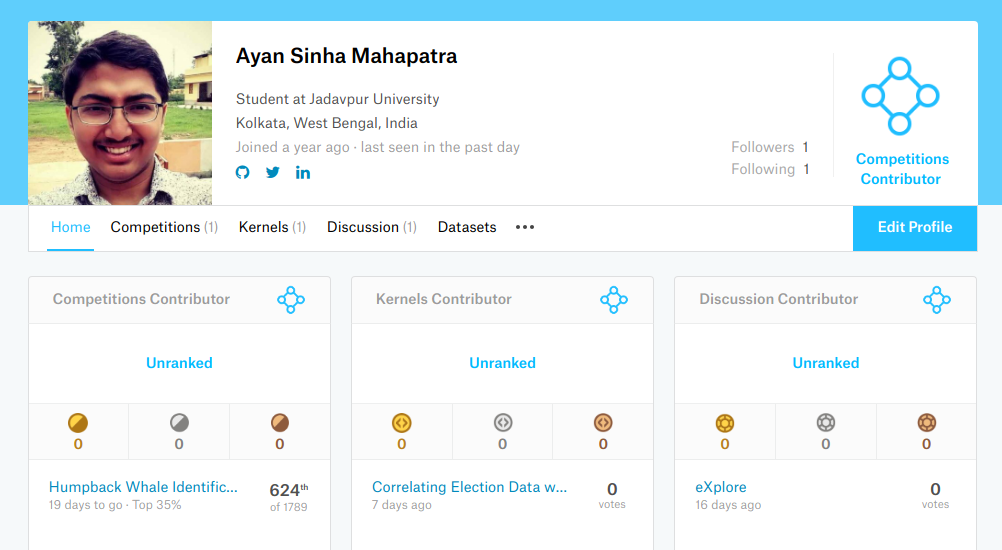 Ayan Sinha Mahapatra
Student at Jadavpur University
Kolkata, West Bengal, India
Joined a year ago · last seen in the past day
Followers 1
Following 1
Competitions
Contributor
Home Competitions (1) Kernels (1) Discussion (1) Datasets •••
Edit Profile
Competitions Contributor
Unranked
0 0 0
Humpback Whale Identific...
19 days to go · Top 35%
624th
of 1789
Kernels Contributor
Unranked
0 0 0
Correlating Election Data w...
7 days ago
0
votes
Discussion Contributor
Unranked
0 0 0
eXplore
16 days ago
0
votes